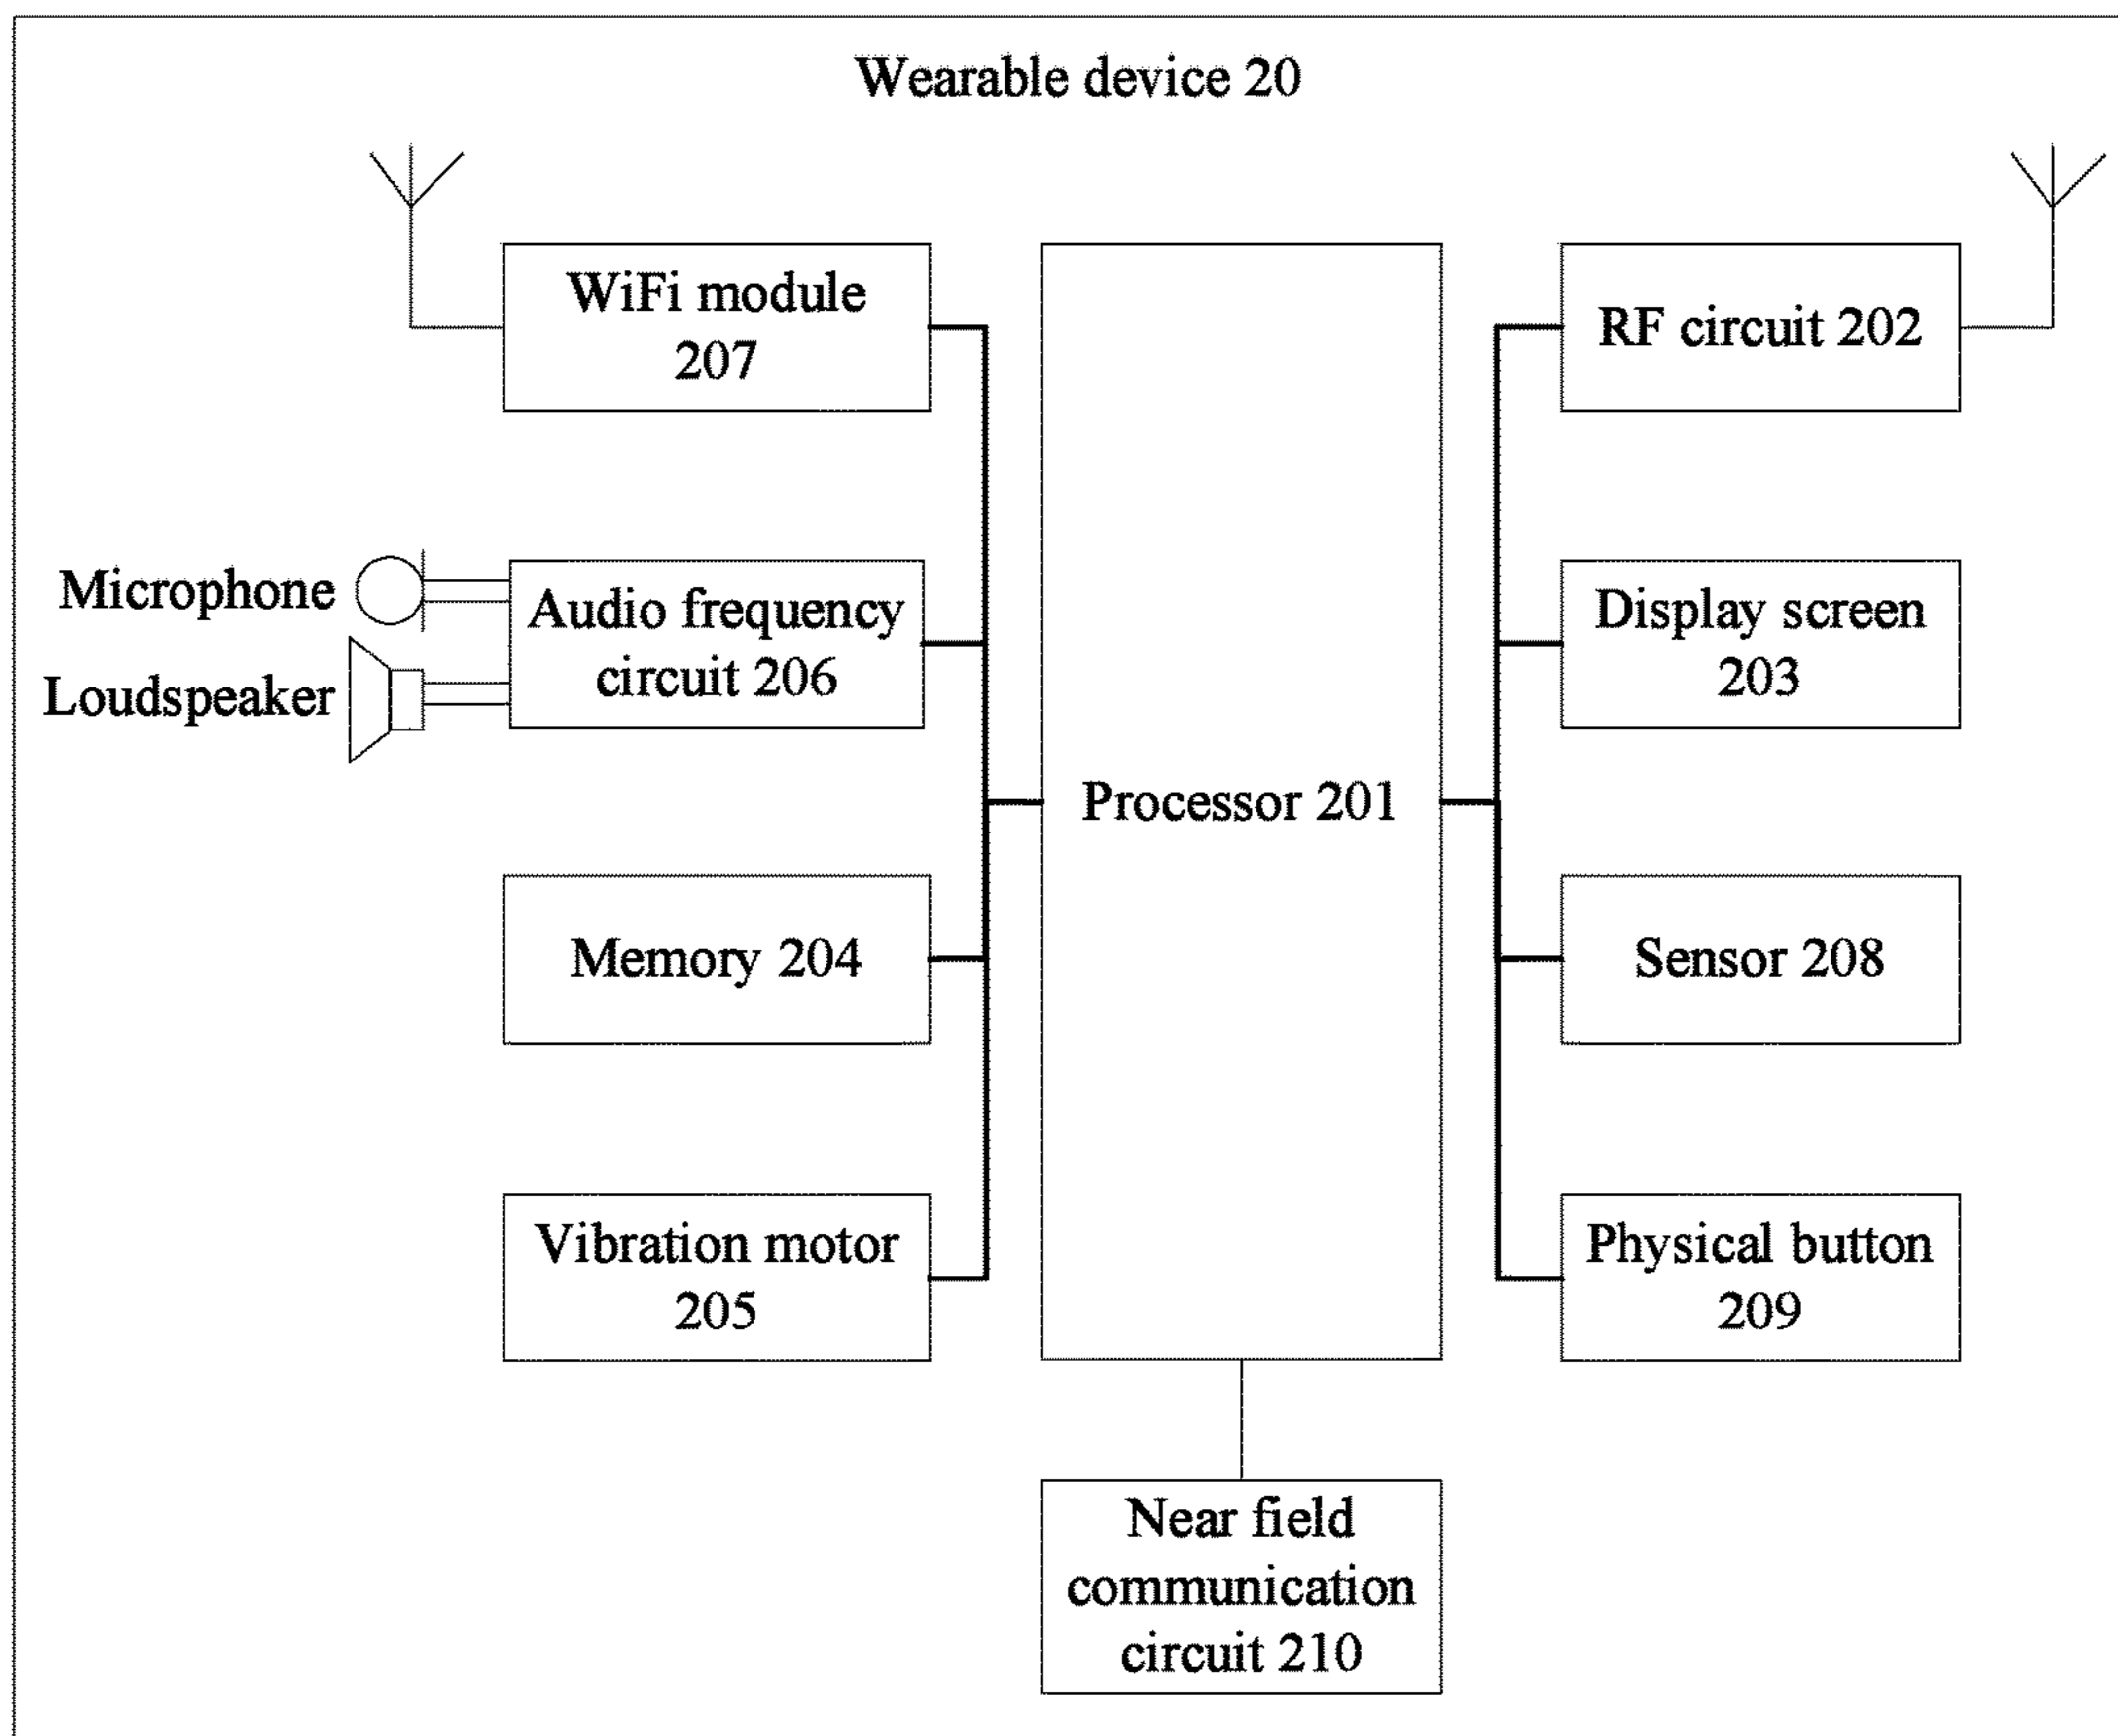 Wearable device 20
WiFi module
207
RF circuit 202
Microphone
Loudspeaker
Audio frequency
circuit 206
Display screen
203
Processor 201
Memory 204
Sensor 208
Vibration motor
205
Physical button
209
Near field
communication
circuit 210